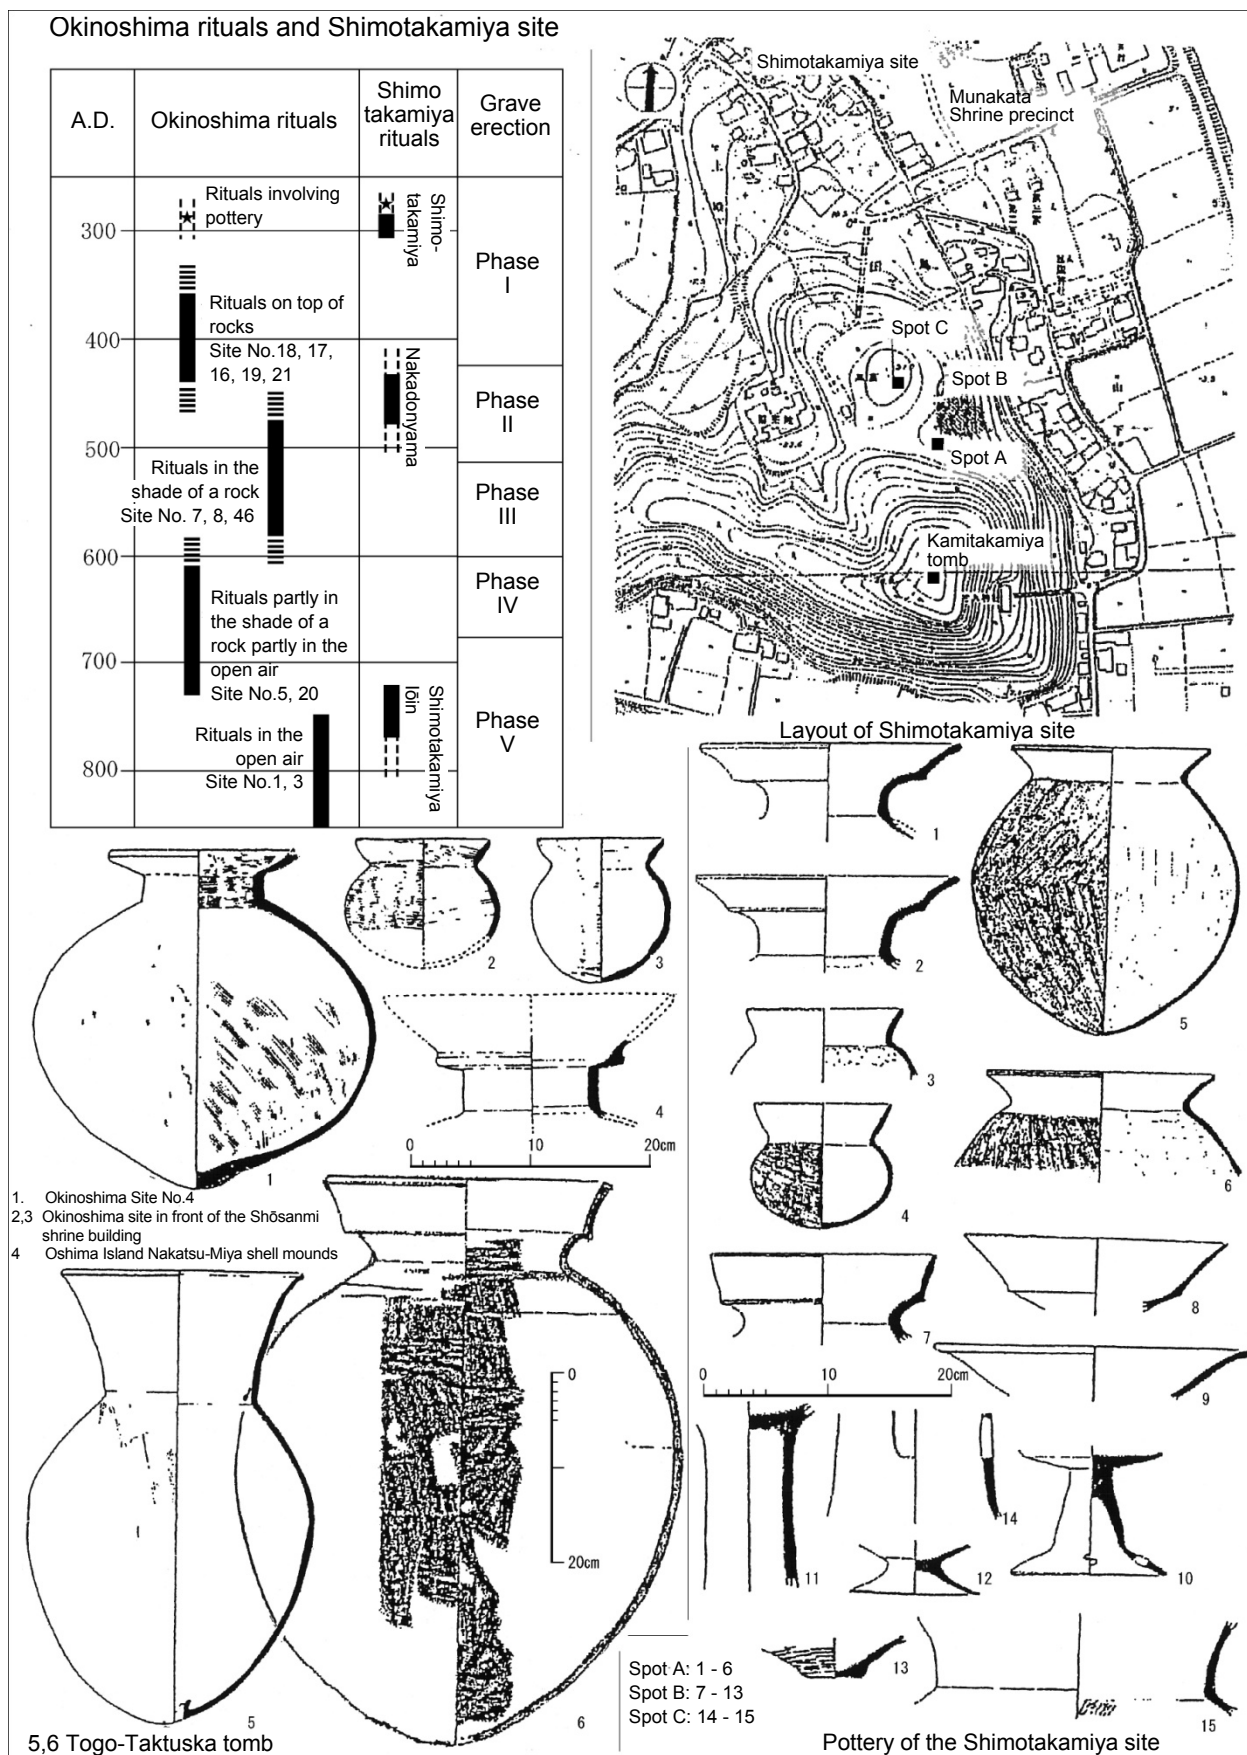 Okinoshima rituals and Shimotakamiya site
A.D.
Okinoshima rituals
Shimo
takamiya
rituals
Grave
erection
300
400
500
600
700
800
Rituals involving
pottery
Rituals on top of
rocks
Site No.18, 17,
16, 19, 21
Rituals in the
shade of a rock
Site No. 7, 8, 46
Rituals partly in
the shade of a
rock partly in the
open air
Site No.5, 20
Rituals in the
open air
Site No.1, 3
Shimo-
takamiya
Nakadonyama
Shimotakamiya
Iōin
Phase
I
Phase
II
Phase
III
Phase
IV
Phase
V
Shimotakamiya site
Munakata
Shrine precinct
Spot C
Spot B
Spot A
Kamitakamiya
tomb
Layout of Shimotakamiya site
1
2
3
4
0 10 20cm
1. Okinoshima Site No.4
2,3 Okinoshima site in front of the Shōsanmi
shrine building
4 Oshima Island Nakatsu-Miya shell mounds
0
20cm
5
6
5,6 Togo-Taktuska tomb
1
2
3
4
5
6
7
8
0 10 20cm
9
10
11
12
13
14
15
Spot A: 1 - 6
Spot B: 7 - 13
Spot C: 14 - 15
Pottery of the Shimotakamiya site